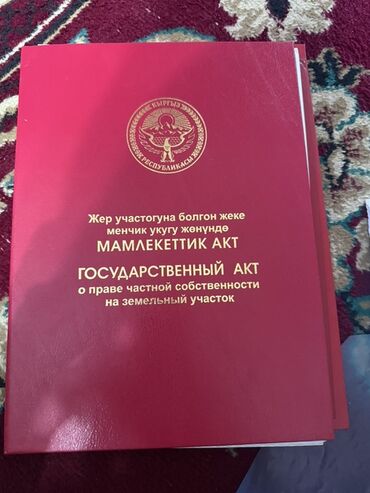 КЫРГЫЗ
РЕСПУБЛИКАСЫ
Жер участогуна болгон жеке
менчик укугу жөнүндө
МАМЛЕКЕТТИК АКТ
ГОСУДАРСТВЕННЫЙ АКТ
о праве частной собственности
на земельный участок